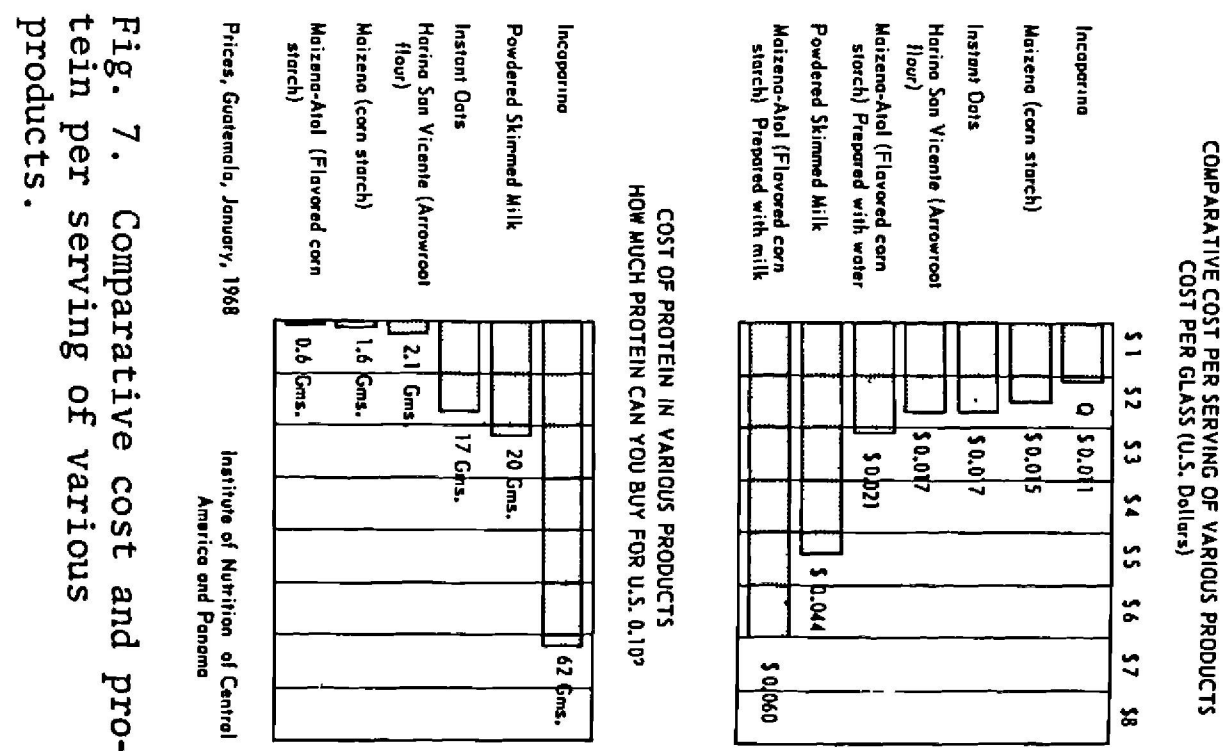 COMPARATIVE COST PER SERVING OF VARIOUS PRODUCTS
COST PER GLASS (U.S. Dollars)
$1 $2 $3 $4 $5 $6 $7 $8
Incaparina Q $0.011
Maizena (corn starch) $0.015
Instant Oats $0.017
Harina San Vicente (Arrowroot
flour) $0.017
Maizena-Atol (Flavored corn
starch) Prepared with water $0.021
Powdered Skimmed Milk $0.044
Maizena-Atol (Flavored corn
starch) Prepared with milk $0.060
COST OF PROTEIN IN VARIOUS PRODUCTS
HOW MUCH PROTEIN CAN YOU BUY FOR U.S. 0.10?
Incaparina 62 Gms.
Powdered Skimmed Milk 20 Gms.
Instant Oats 17 Gms.
Harina San Vicente (Arrowroot
flour) 2.1 Gms.
Maizena (corn starch) 1.6 Gms.
Maizena-Atol (Flavored corn
starch) 0.6 Gms.
Prices, Guatemala, January, 1968
Institute of Nutrition of Central
America and Panama
Fig. 7. Comparative cost and pro-
tein per serving of various
products.